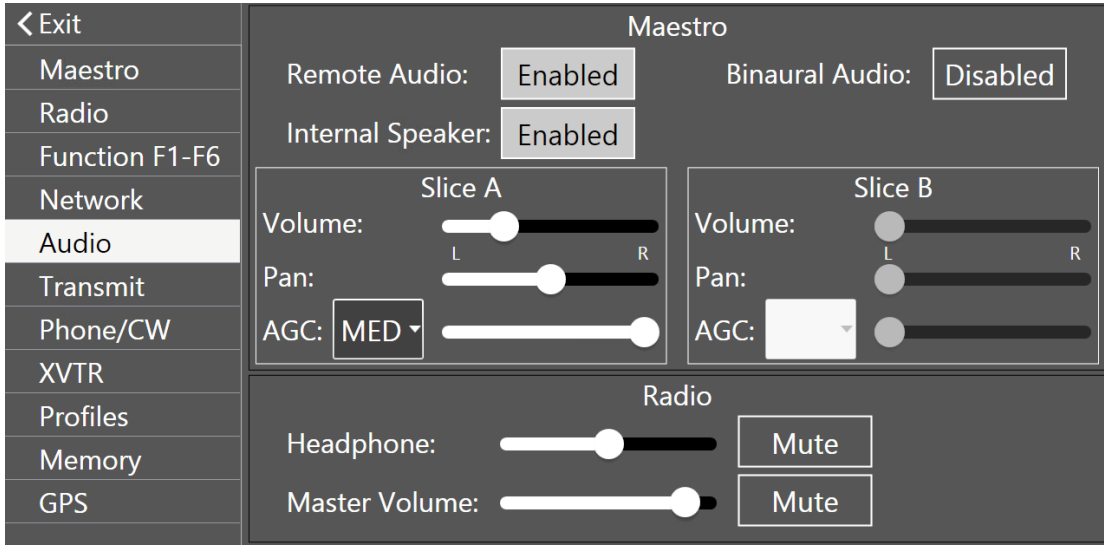 Exit
Maestro
Radio
Function F1-F6
Network
Audio
Transmit
Phone/CW
XVTR
Profiles
Memory
GPS
Maestro
Remote Audio: Enabled Binaural Audio: Disabled
Internal Speaker: Enabled
Slice A
Volume:
L R
Pan:
AGC: MED
Slice B
Volume:
L R
Pan:
AGC:
Radio
Headphone: Mute
Master Volume: Mute